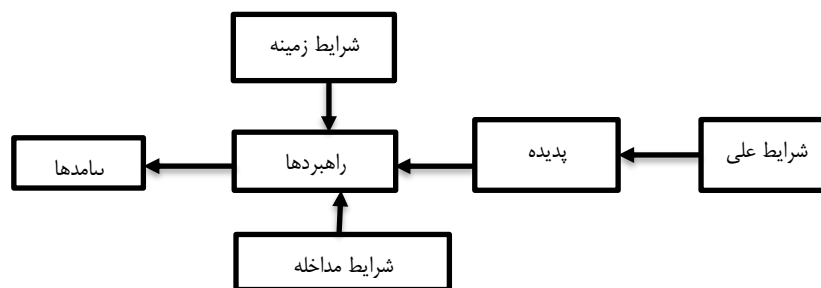 شرایط زمینه
شرایط علی
پدیده
راهبردها
پیامدها
شرایط مداخله